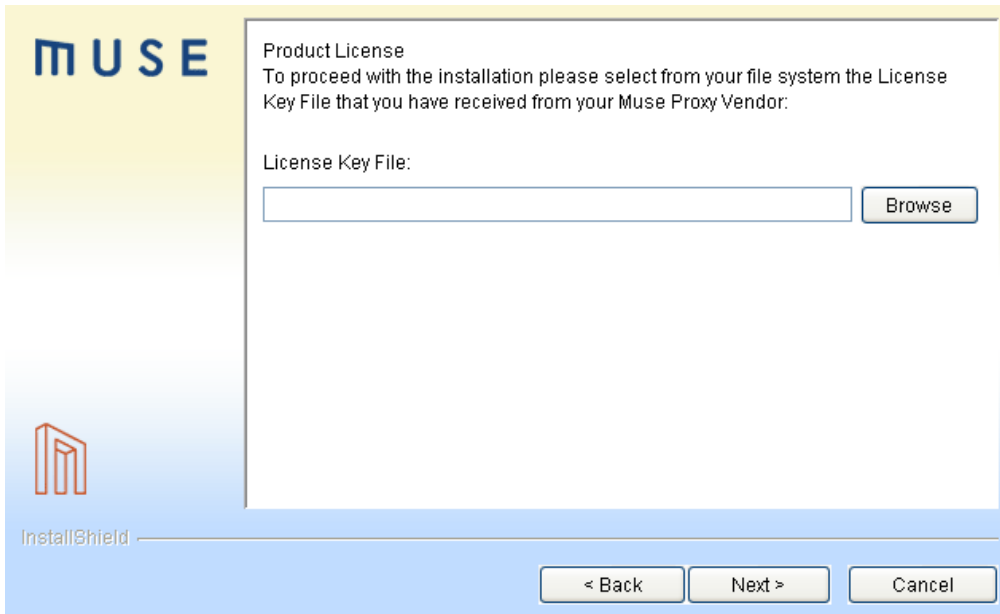 MUSE
Product License
To proceed with the installation please select from your file system the License
Key File that you have received from your Muse Proxy Vendor:
License Key File:
Browse
InstallShield
< Back
Next >
Cancel